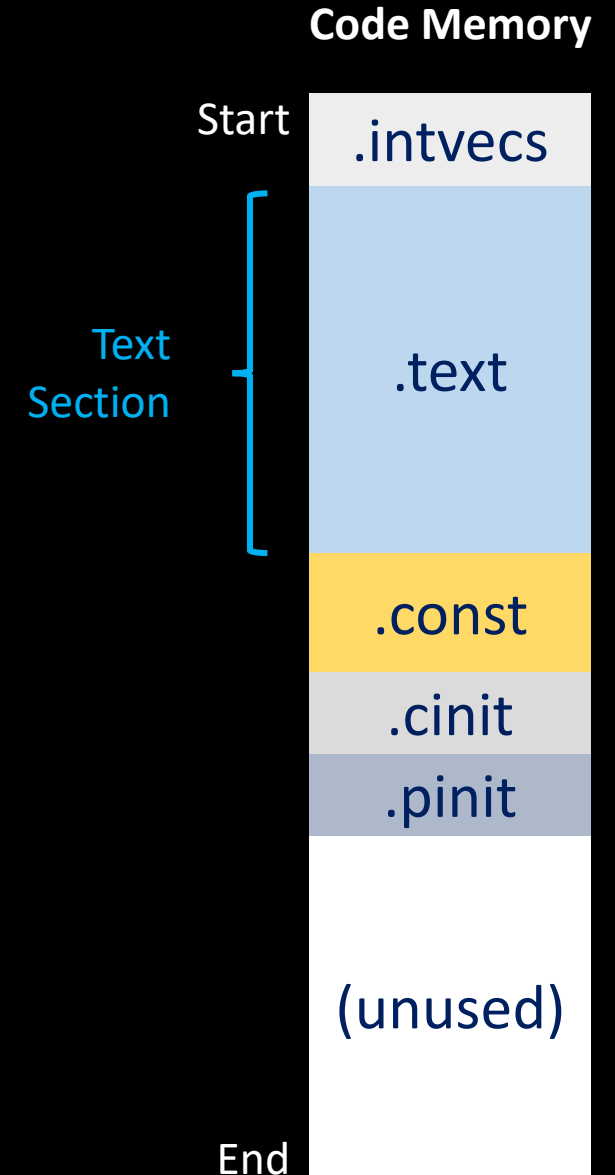 Code Memory
Start
.intvecs
Text
Section
.text
.const
.cinit
.pinit
(unused)
End